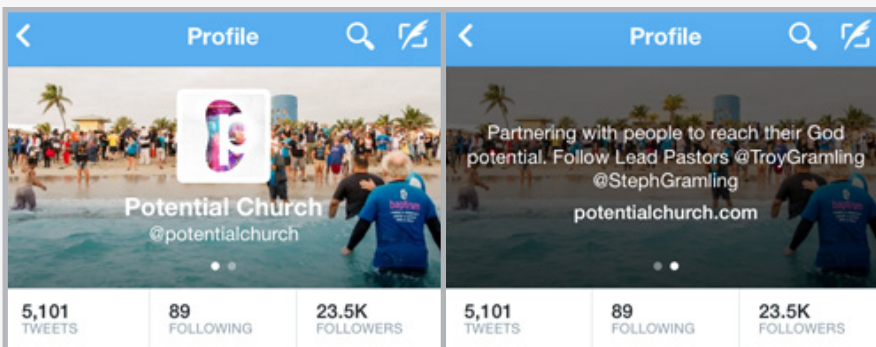 Profile
p
Potential Church
@potentialchurch
5,101
TWEETS
89
FOLLOWING
23.5K
FOLLOWERS
Profile
Partnering with people to reach their God
potential. Follow Lead Pastors @TroyGramling
@StephGramling
potentialchurch.com
5,101
TWEETS
89
FOLLOWING
23.5K
FOLLOWERS